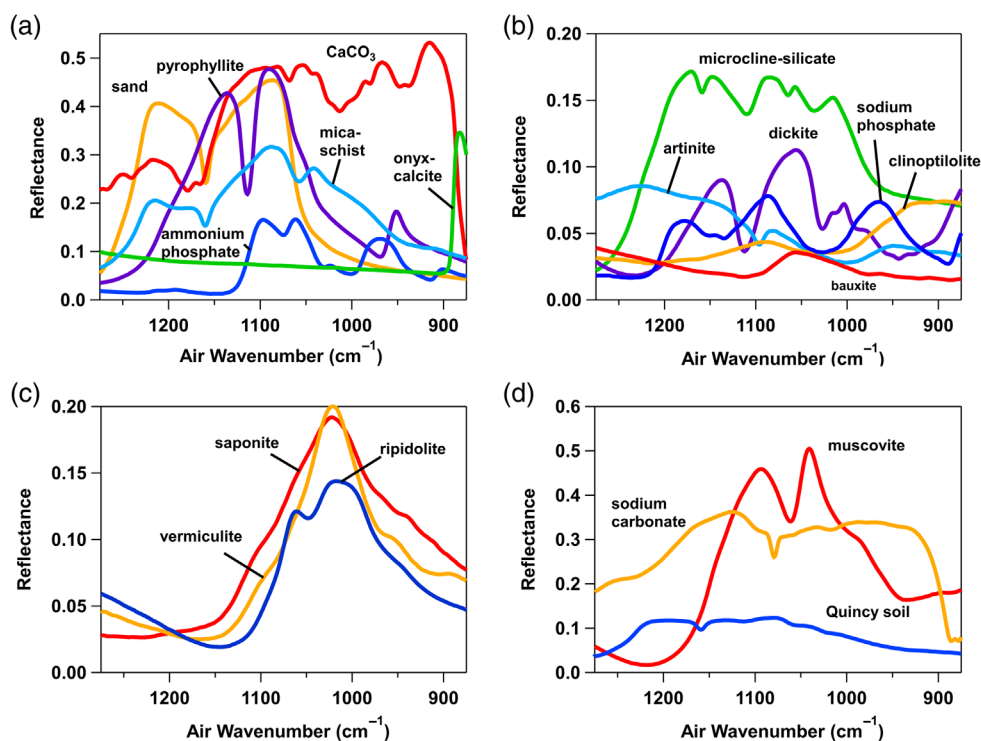 (a)
0.5
0.4
0.3
0.2
0.1
0.0
Reflectance
sand
pyrophyllite
CaCO3
mica-
schist
onyx-
calcite
ammonium
phosphate
1200
1100
1000
900
Air Wavenumber (cm−1)
(b)
0.20
0.15
0.10
0.05
0.00
Reflectance
microcline-silicate
sodium
phosphate
dickite
artinite
clinoptilolite
bauxite
1200
1100
1000
900
Air Wavenumber (cm−1)
(c)
0.20
0.15
0.10
0.05
0.00
Reflectance
saponite
ripidolite
vermiculite
1200
1100
1000
900
Air Wavenumber (cm−1)
(d)
0.6
0.5
0.4
0.3
0.2
0.1
0.0
Reflectance
muscovite
sodium
carbonate
Quincy soil
1200
1100
1000
900
Air Wavenumber (cm−1)